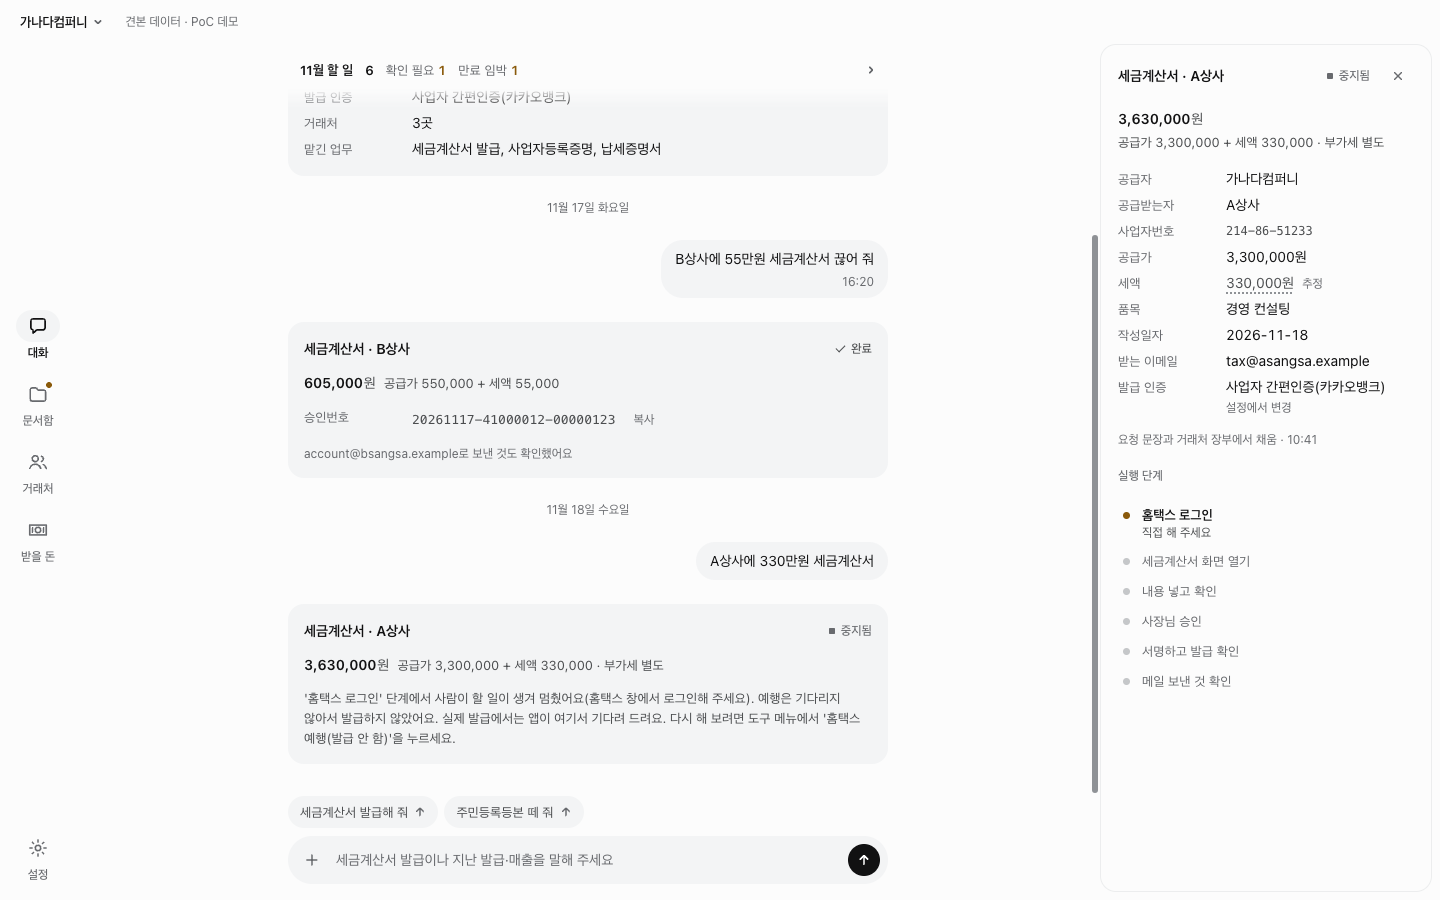 가나다컴퍼니
견본 데이터 · PoC 데모
11월 할 일 6 확인 필요 1 만료 임박 1
발급 인증 사업자 간편인증(카카오뱅크)
거래처 3곳
맡긴 업무 세금계산서 발급, 사업자등록증명, 납세증명서
11월 17일 화요일
B상사에 55만원 세금계산서 끊어 줘
16:20
세금계산서 · B상사 완료
605,000원 공급가 550,000 + 세액 55,000
승인번호 20261117-41000012-00000123 복사
account@bsangsa.example로 보낸 것도 확인했어요
11월 18일 수요일
A상사에 330만원 세금계산서
세금계산서 · A상사 중지됨
3,630,000원 공급가 3,300,000 + 세액 330,000 · 부가세 별도
'홈택스 로그인' 단계에서 사람이 할 일이 생겨 멈췄어요(홈택스 창에서 로그인해 주세요). 예행은 기다리지
않아서 발급하지 않았어요. 실제 발급에서는 앱이 여기서 기다려 드려요. 다시 해 보려면 도구 메뉴에서 '홈택스
예행(발급 안 함)'을 누르세요.
세금계산서 발급해 줘
주민등록등본 떼 줘
세금계산서 발급이나 지난 발급·매출을 말해 주세요
대화
문서함
거래처
받을 돈
설정
세금계산서 · A상사 중지됨
3,630,000원
공급가 3,300,000 + 세액 330,000 · 부가세 별도
공급자 가나다컴퍼니
공급받는자 A상사
사업자번호 214-86-51233
공급가 3,300,000원
세액 330,000원 추정
품목 경영 컨설팅
작성일자 2026-11-18
받는 이메일 tax@asangsa.example
발급 인증 사업자 간편인증(카카오뱅크)
설정에서 변경
요청 문장과 거래처 장부에서 채움 · 10:41
실행 단계
홈택스 로그인
직접 해 주세요
세금계산서 화면 열기
내용 넣고 확인
사장님 승인
서명하고 발급 확인
메일 보낸 것 확인